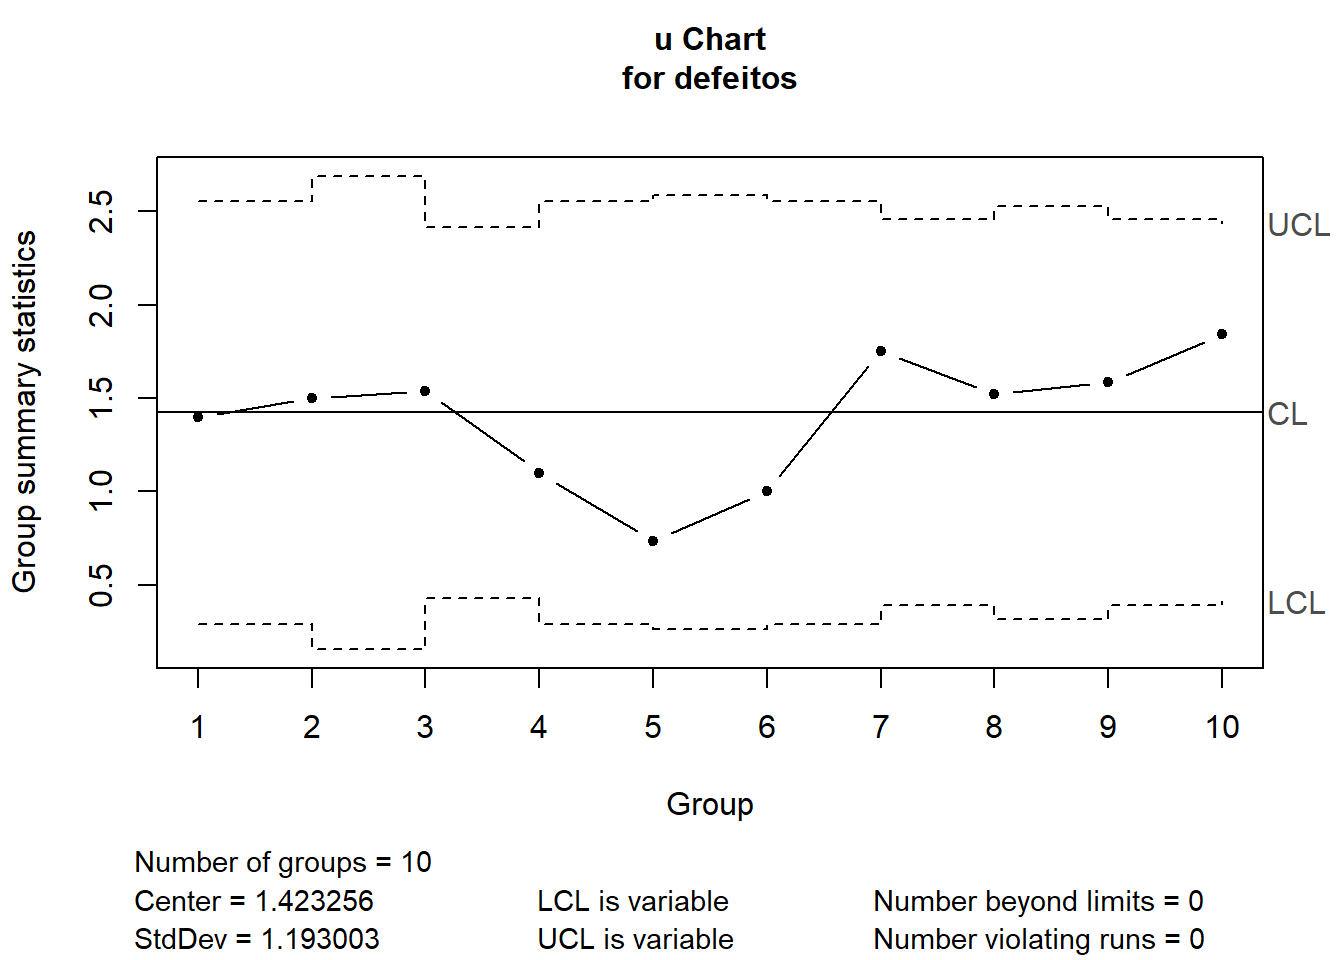 u Chart
for defeitos
Group summary statistics
2.5
2.0
1.5
1.0
0.5
UCL
CL
LCL
1 2 3 4 5 6 7 8 9 10
Group
Number of groups = 10
Center = 1.423256 LCL is variable Number beyond limits = 0
StdDev = 1.193003 UCL is variable Number violating runs = 0